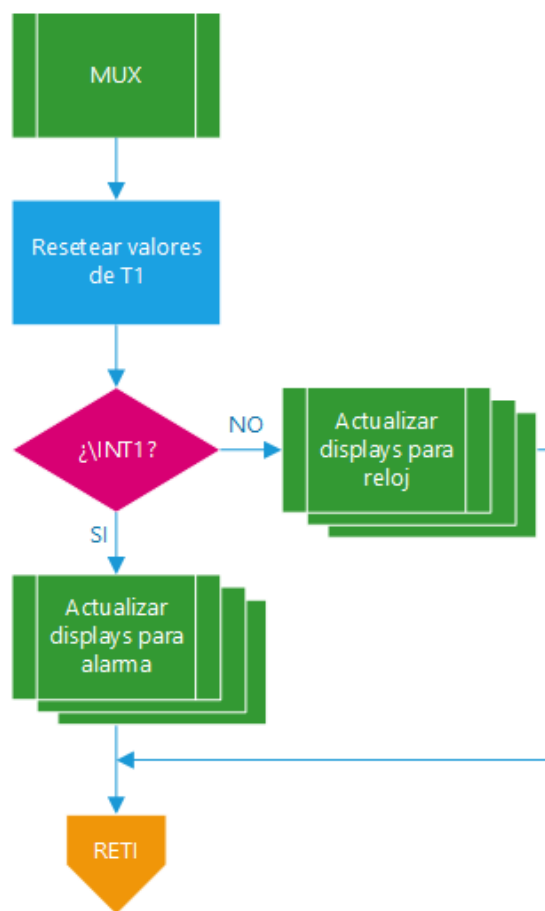 MUX
Resetear valores
de T1
¿\INT1?
NO
Actualizar
displays para
reloj
SI
Actualizar
displays para
alarma
RETI